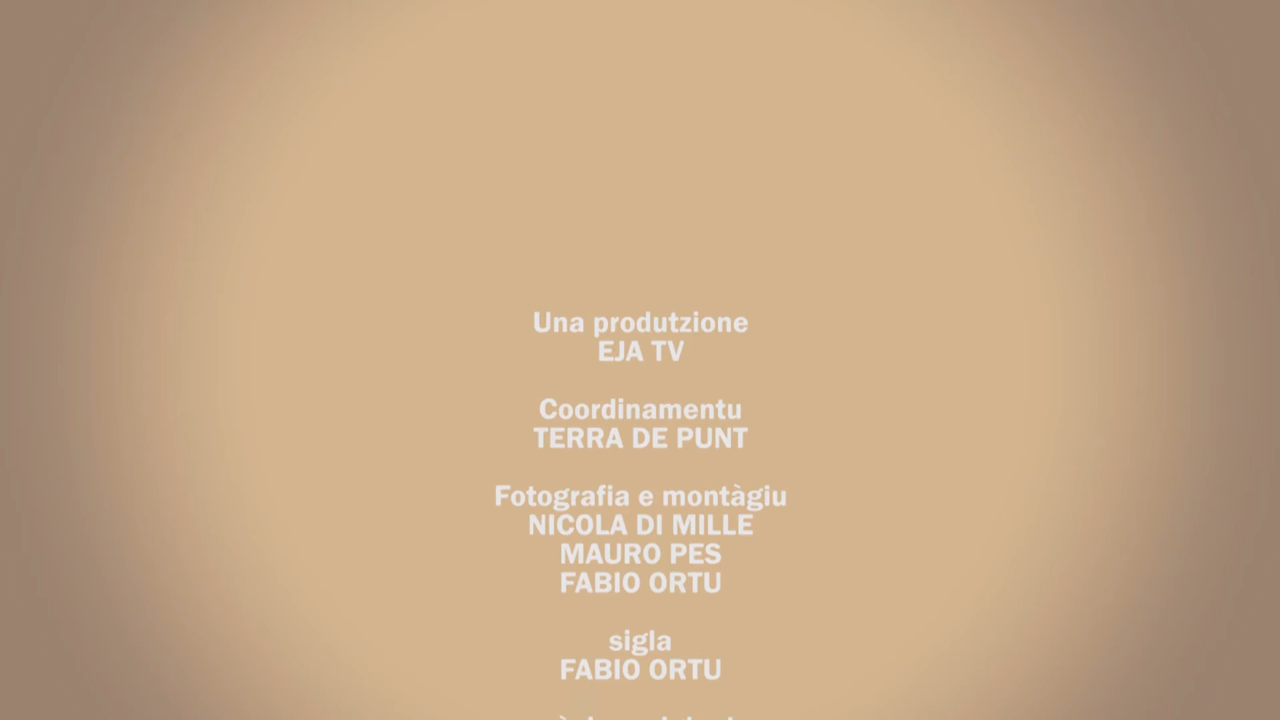 Una produtzione
EJA TV
Coordinamentu
TERRA DE PUNT
Fotografia e montàgiu
NICOLA DI MILLE
MAURO PES
FABIO ORTU
sigla
FABIO ORTU